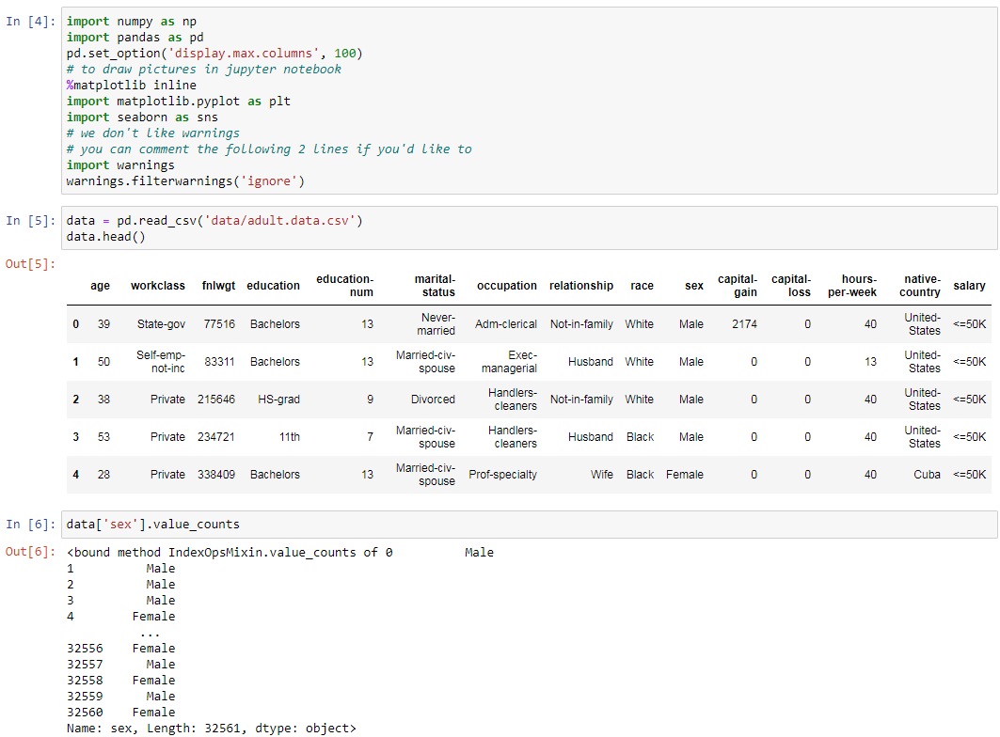 In [4]: import numpy as np
import pandas as pd
pd.set_option('display.max.columns', 100)
# to draw pictures in jupyter notebook
%matplotlib inline
import matplotlib.pyplot as plt
import seaborn as sns
# we don't like warnings
# you can comment the following 2 lines if you'd like to
import warnings
warnings.filterwarnings('ignore')
In [5]: data = pd.read_csv('data/adult.data.csv')
data.head()
Out[5]:
age workclass fnlwgt education education-num marital-status occupation relationship race sex capital-gain capital-loss hours-per-week native-country salary
0 39 State-gov 77516 Bachelors 13 Never-married Adm-clerical Not-in-family White Male 2174 0 40 United-States <=50K
1 50 Self-emp-not-inc 83311 Bachelors 13 Married-civ-spouse Exec-managerial Husband White Male 0 0 13 United-States <=50K
2 38 Private 215646 HS-grad 9 Divorced Handlers-cleaners Not-in-family White Male 0 0 40 United-States <=50K
3 53 Private 234721 11th 7 Married-civ-spouse Handlers-cleaners Husband Black Male 0 0 40 United-States <=50K
4 28 Private 338409 Bachelors 13 Married-civ-spouse Prof-specialty Wife Black Female 0 0 40 Cuba <=50K
In [6]: data['sex'].value_counts
Out[6]: <bound method IndexOpsMixin.value_counts of 0 Male
1 Male
2 Male
3 Male
4 Female
...
32556 Female
32557 Male
32558 Female
32559 Male
32560 Female
Name: sex, Length: 32561, dtype: object>